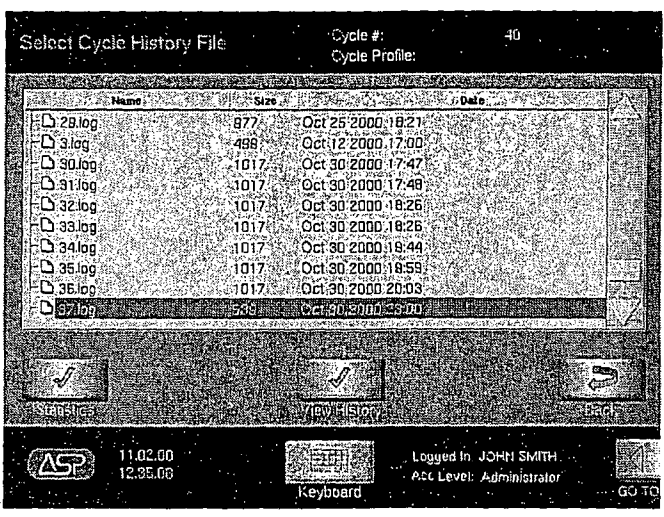 Select Cycle History File
Cycle #: 40
Cycle Profile:
Name Size Date
29.log 877 Oct 25 2000 18:21
3.log 498 Oct 12 2000 17:00
30.log 1017 Oct 30 2000 17:47
31.log 1017 Oct 30 2000 17:48
32.log 1017 Oct 30 2000 18:26
33.log 1017 Oct 30 2000 18:26
34.log 1017 Oct 30 2000 18:44
35.log 1017 Oct 30 2000 18:59
36.log 1017 Oct 30 2000 20:03
37.log Oct 30 2000
Statistics View History Back
ASP
11.02.00
Keyboard
Logged In: JOHN SMITH
Acc Level: Administrator
GO TO